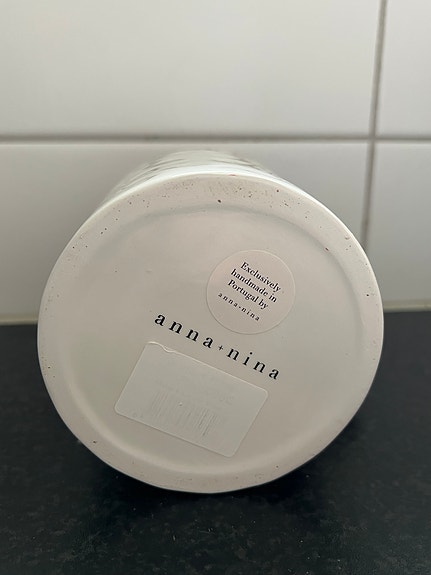 Exclusively
handmade in
Portugal by
anna+nina
anna+nina